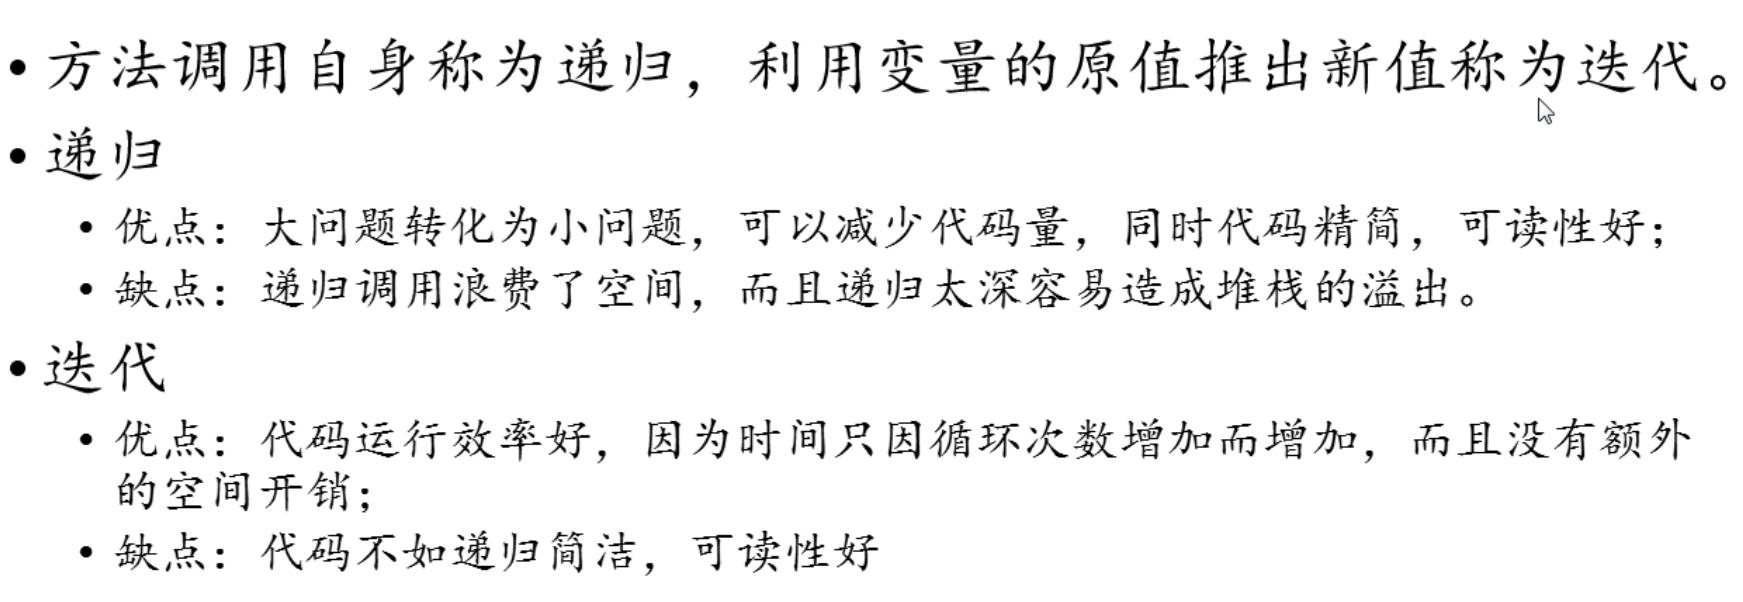 • 方法调用自身称为递归，利用变量的原值推出新值称为迭代。
• 递归
• 优点：大问题转化为小问题，可以减少代码量，同时代码精简，可读性好；
• 缺点：递归调用浪费了空间，而且递归太深容易造成堆栈的溢出。
• 迭代
• 优点：代码运行效率好，因为时间只因循环次数增加而增加，而且没有额外
的空间开销；
• 缺点：代码不如递归简洁，可读性好